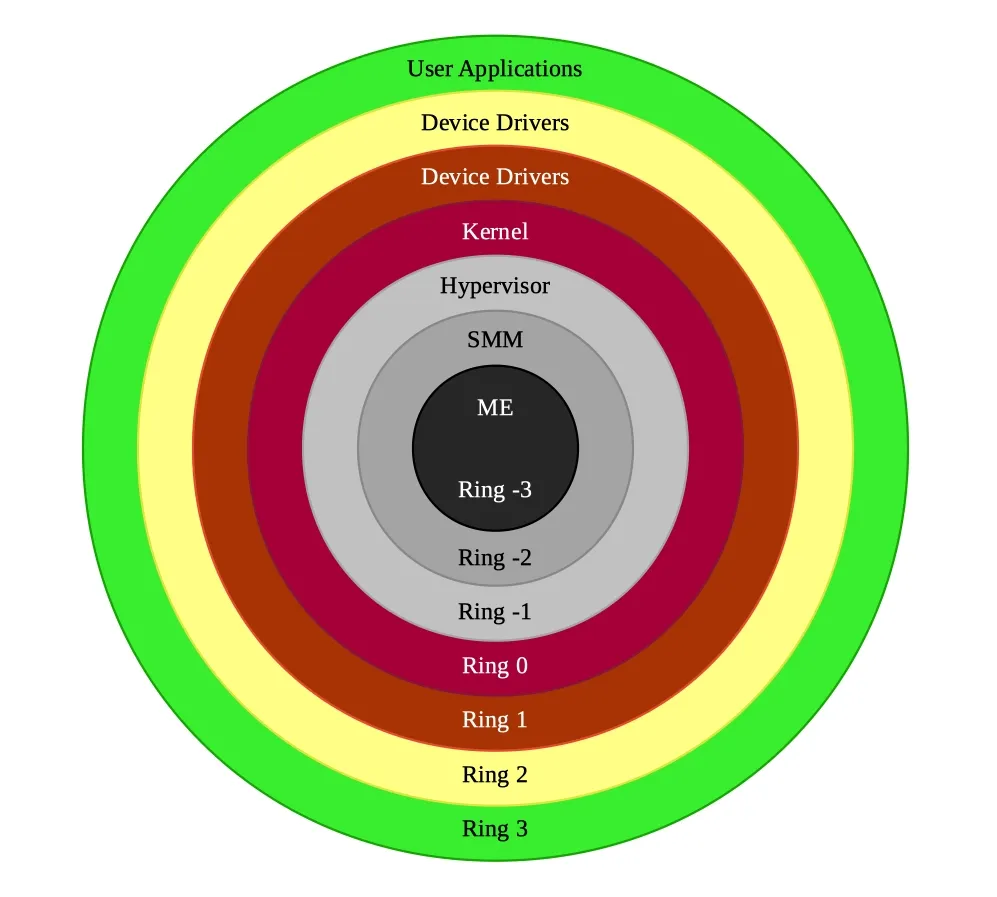 User Applications
Device Drivers
Device Drivers
Kernel
Hypervisor
SMM
ME
Ring -3
Ring -2
Ring -1
Ring 0
Ring 1
Ring 2
Ring 3